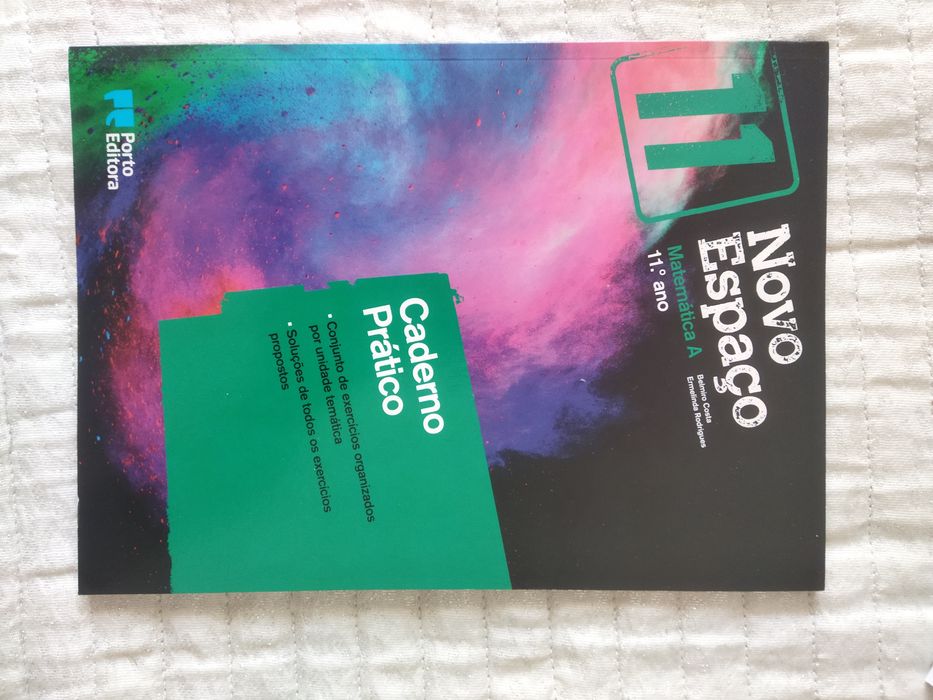 11
Novo
Espaço
Matemática A
11.º ano
Belmiro Costa
Ermelinda Rodrigues
Caderno
Prático
• Conjunto de exercícios organizados
por unidade temática
• Soluções de todos os exercícios
propostos
Porto
Editora